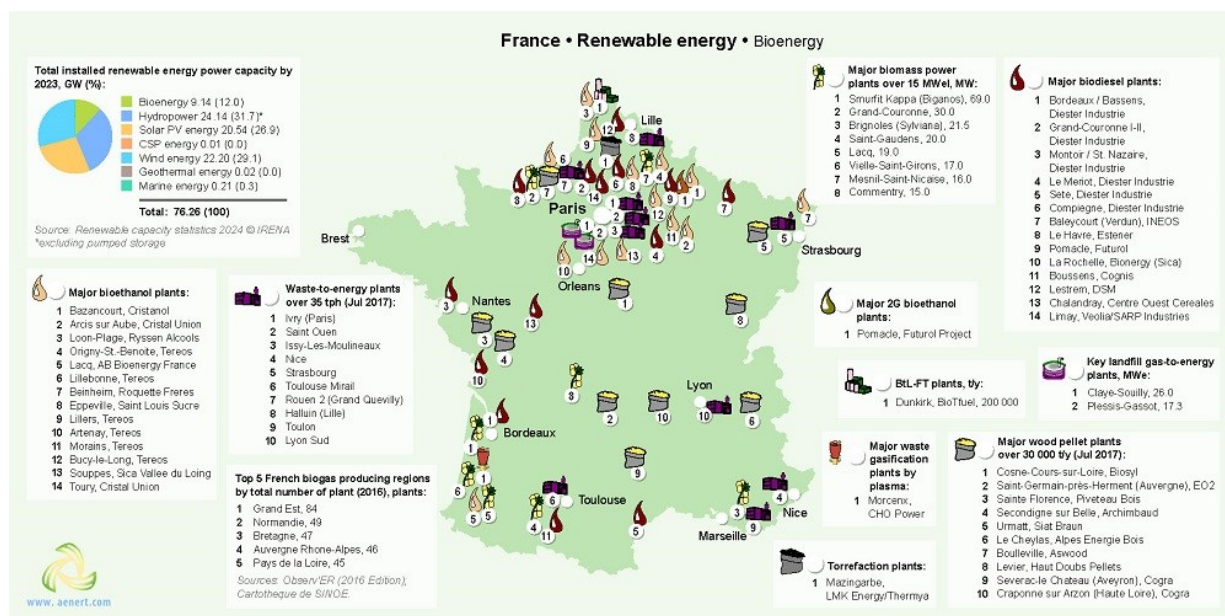 France • Renewable energy • Bioenergy
Total installed renewable energy power capacity by
2023, GW (%):
Bioenergy 9.14 (12.0)
Hydropower 24.14 (31.7)*
Solar PV energy 20.54 (26.9)
CSP energy 0.01 (0.0)
Wind energy 22.20 (29.1)
Geothermal energy 0.02 (0.0)
Marine energy 0.21 (0.3)
Total: 76.26 (100)
Source: Renewable capacity statistics 2024 © IRENA
*excluding pumped storage
Major bioethanol plants:
1 Bazancourt, Cristanol
2 Arcis sur Aube, Cristal Union
3 Loon-Plage, Ryssen Alcools
4 Origny-St.-Benoite, Tereos
5 Lacq, AB Bioenergy France
6 Lillebonne, Tereos
7 Beinheim, Roquette Freres
8 Eppeville, Saint Louis Sucre
9 Lillers, Tereos
10 Artenay, Tereos
11 Morains, Tereos
12 Bucy-le-Long, Tereos
13 Souppes, Sica Vallee du Loing
14 Toury, Cristal Union
Waste-to-energy plants
over 35 tph (Jul 2017):
1 Ivry (Paris)
2 Saint Ouen
3 Issy-Les-Moulineaux
4 Nice
5 Strasbourg
6 Toulouse Mirail
7 Rouen 2 (Grand Quevilly)
8 Halluin (Lille)
9 Toulon
10 Lyon Sud
Top 5 French biogas producing regions
by total number of plant (2015), plants:
1 Grand Est, 84
2 Normandie, 49
3 Bretagne, 47
4 Auvergne Rhone-Alpes, 46
5 Pays de la Loire, 45
Sources: Observ'ER (2016 Edition),
Cartotheque de SINOE.
Lille
Paris
Brest
Strasbourg
Orleans
Nantes
Lyon
Bordeaux
Toulouse
Nice
Marseille
Major biomass power
plants over 15 MWel, MW:
1 Smurfit Kappa (Biganos), 69.0
2 Grand-Couronne, 30.0
3 Brignoles (Sylviana), 21.5
4 Saint-Gaudens, 20.0
5 Lacq, 19.0
6 Vielle-Saint-Girons, 17.0
7 Mesnil-Saint-Nicaise, 16.0
8 Commentry, 15.0
Major biodiesel plants:
1 Bordeaux / Bassens,
Diester Industrie
2 Grand-Couronne I-II,
Diester Industrie
3 Montoir / St. Nazaire,
Diester Industrie
4 Le Meriot, Diester Industrie
5 Sete, Diester Industrie
6 Compiegne, Diester Industrie
7 Baleycourt (Verdun), INEOS
8 Le Havre, Estener
9 Pomacle, Futurol
10 La Rochelle, Bionergy (Sica)
11 Boussens, Cognis
12 Lestrem, DSM
13 Chalandray, Centre Ouest Cereales
14 Limay, Veolia/SARP Industries
Major 2G bioethanol
plants:
1 Pomacle, Futurol Project
BtL-FT plants, t/y:
1 Dunkirk, BioTfuel, 200 000
Key landfill gas-to-energy
plants, MWe:
1 Claye-Souilly, 26.0
2 Plessis-Gassot, 17.3
Major waste
gasification
plants by
plasma:
1 Morcenx,
CHO Power
Torrefaction plants:
1 Mazingarbe,
LMK Energy/Thermya
Major wood pellet plants
over 30 000 t/y (Jul 2017):
1 Cosne-Cours-sur-Loire, Biosyl
2 Saint-Germain-près-Herment (Auvergne), EO2
3 Sainte Florence, Piveteau Bois
4 Secondigne sur Belle, Archimbaud
5 Urmatt, Siat Braun
6 Le Cheylas, Alpes Energie Bois
7 Boulleville, Aswood
8 Levier, Haut Doubs Pellets
9 Severac-le Chateau (Aveyron), Cogra
10 Craponne sur Arzon (Haute Loire), Cogra
www.aenert.com